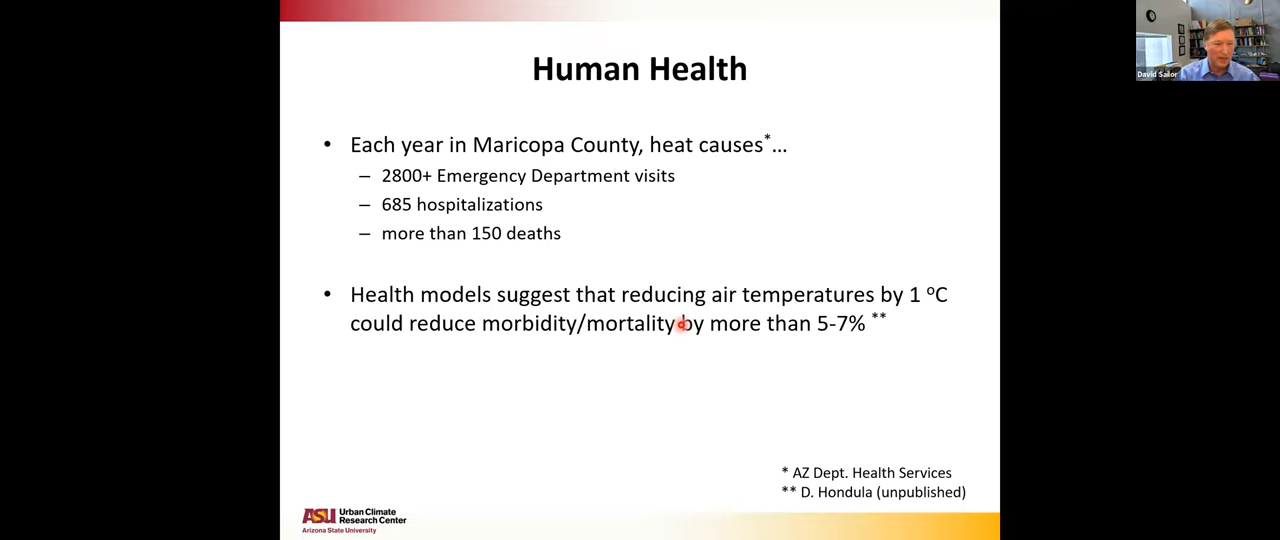 Human Health
• Each year in Maricopa County, heat causes*…
– 2800+ Emergency Department visits
– 685 hospitalizations
– more than 150 deaths
• Health models suggest that reducing air temperatures by 1 °C
could reduce morbidity/mortality by more than 5-7% **
* AZ Dept. Health Services
** D. Hondula (unpublished)
ASU Urban Climate
Research Center
Arizona State University
David Sailor